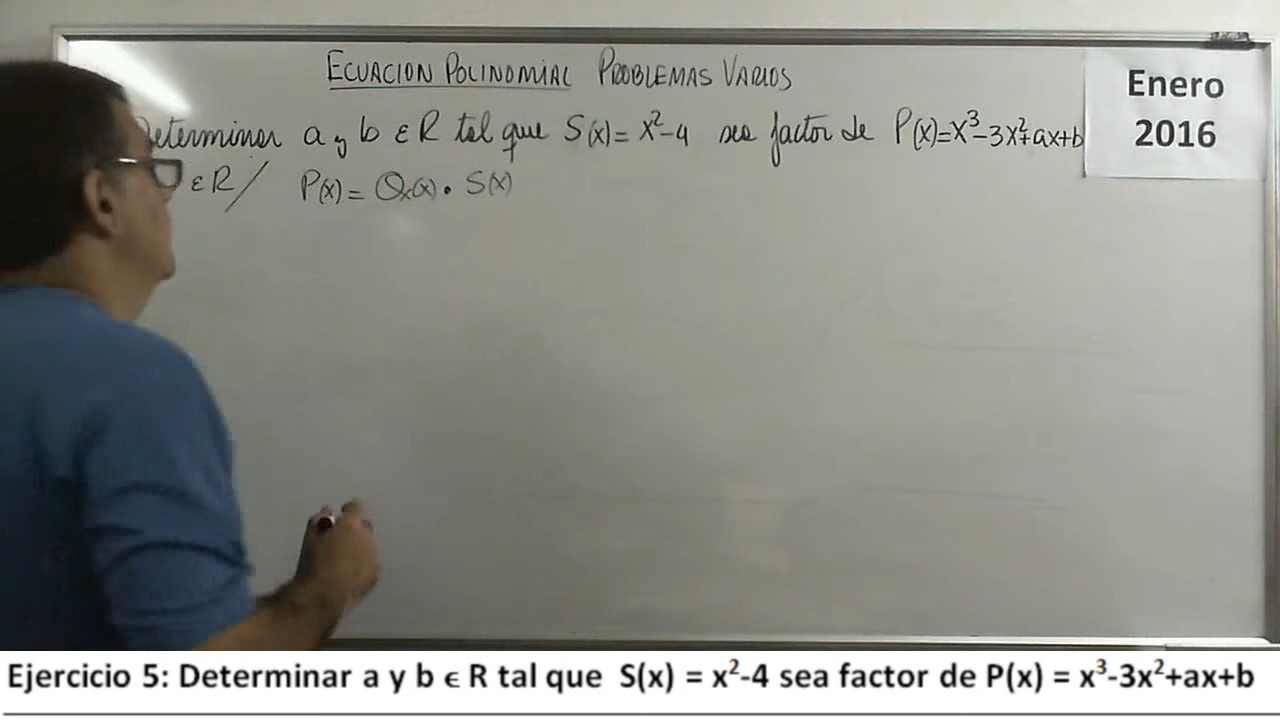 ECUACION POLINOMIAL PROBLEMAS VARIOS
Determinar a y b ∈ R tal que S(x) = x²-4 sea factor de P(x)=x³-3x²+ax+b
∈ R / P(x) = Q(x) • S(x)
Enero
2016
Ejercicio 5: Determinar a y b ∈ R tal que S(x) = x²-4 sea factor de P(x) = x³-3x²+ax+b